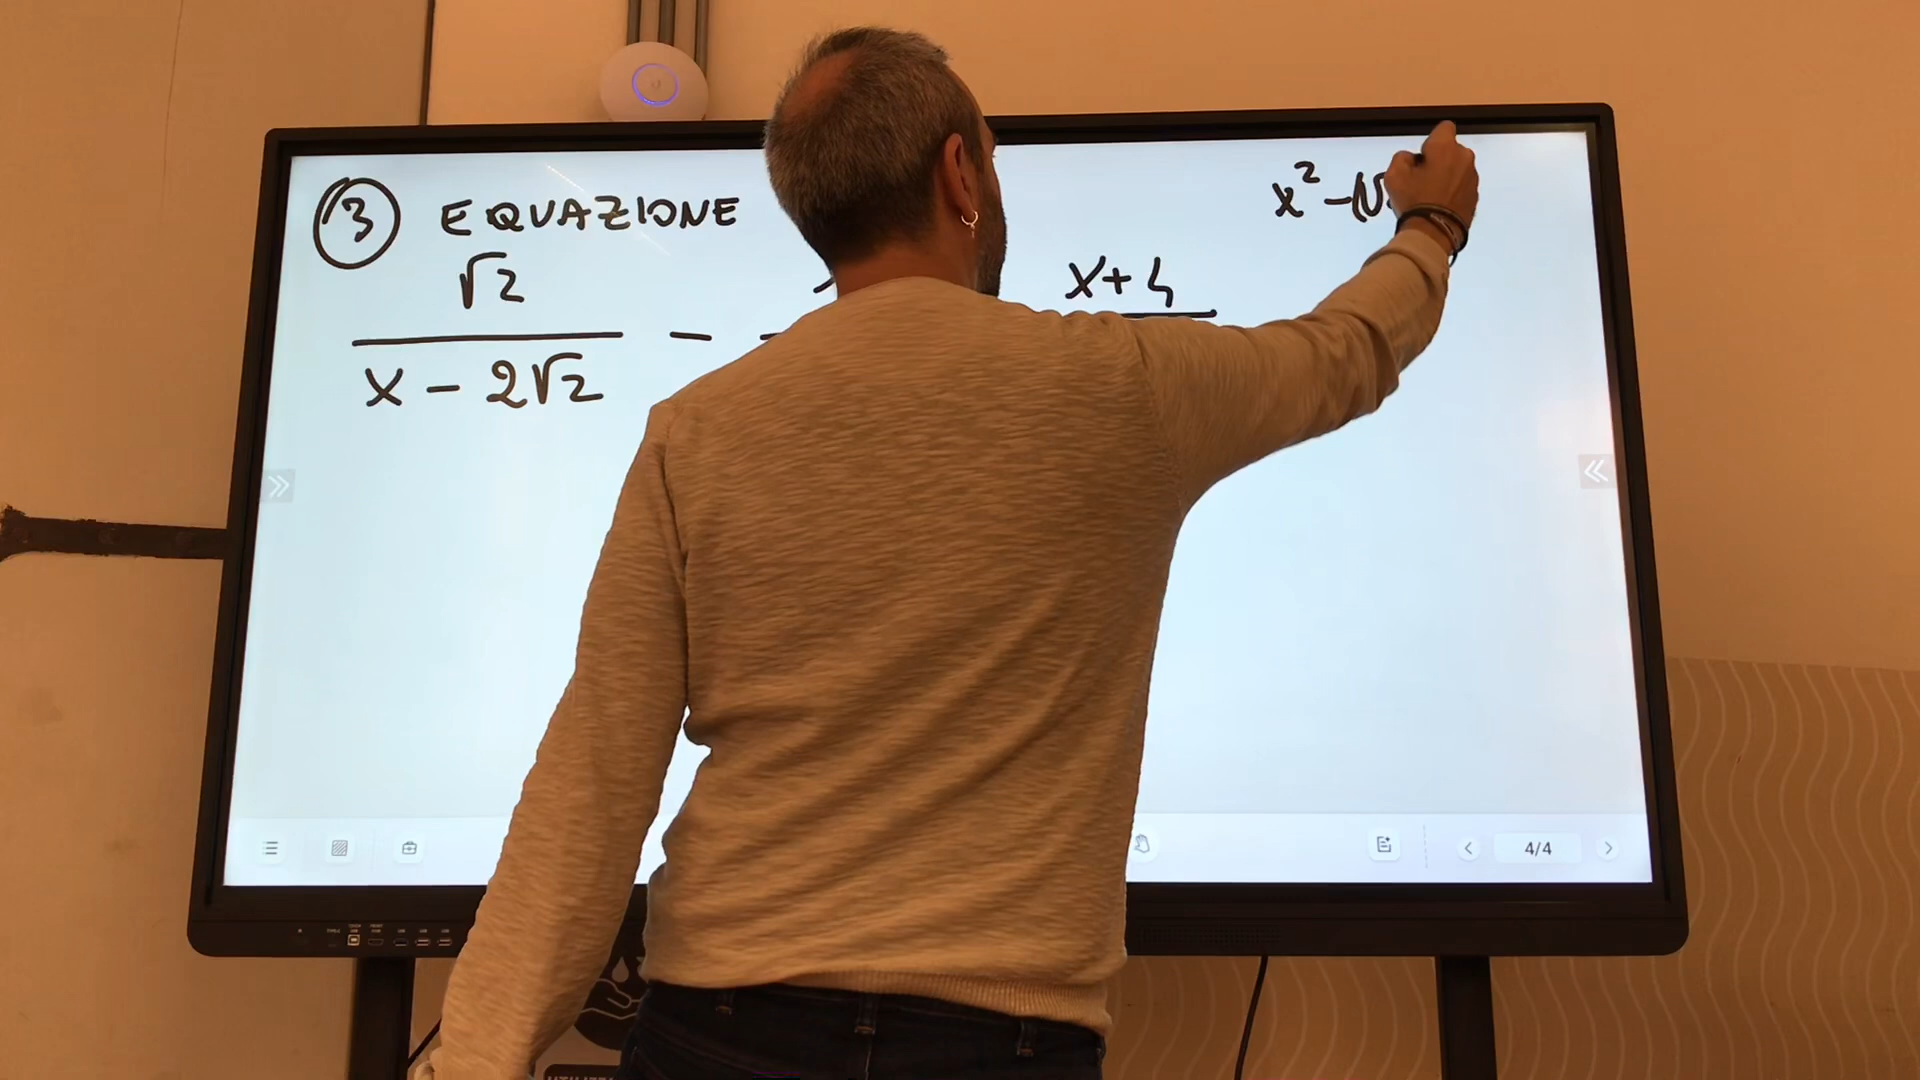 3 EQUAZIONE
x² - (√
√2 - x+4
x - 2√2
4/4